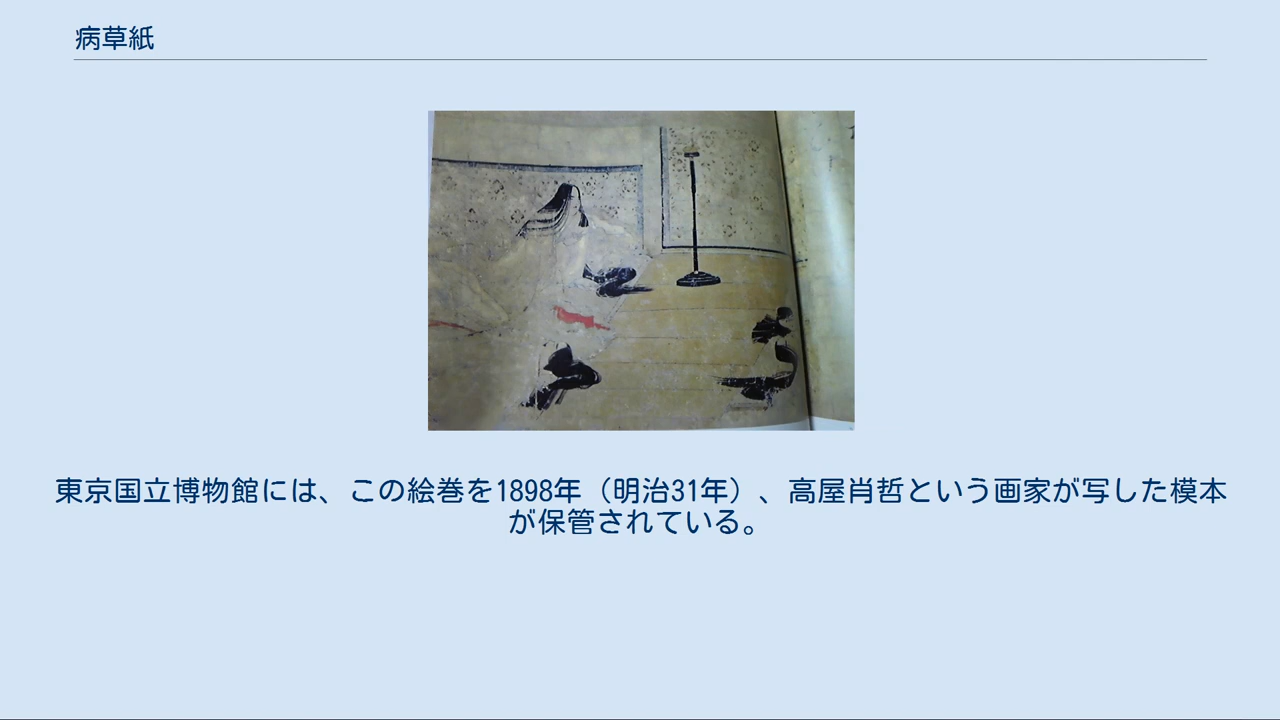 病草紙
東京国立博物館には、この絵巻を1898年（明治31年）、高屋肖哲という画家が写した模本
が保管されている。